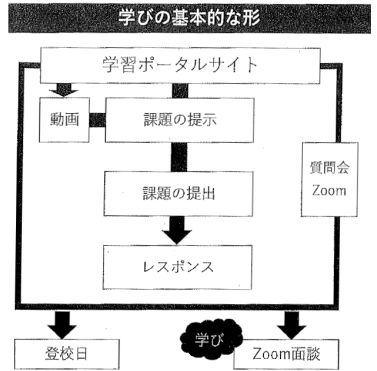 学びの基本的な形
学習ポータルサイト
動画
課題の提示
質問会
Zoom
課題の提出
レスポンス
登校日
学び
Zoom面談